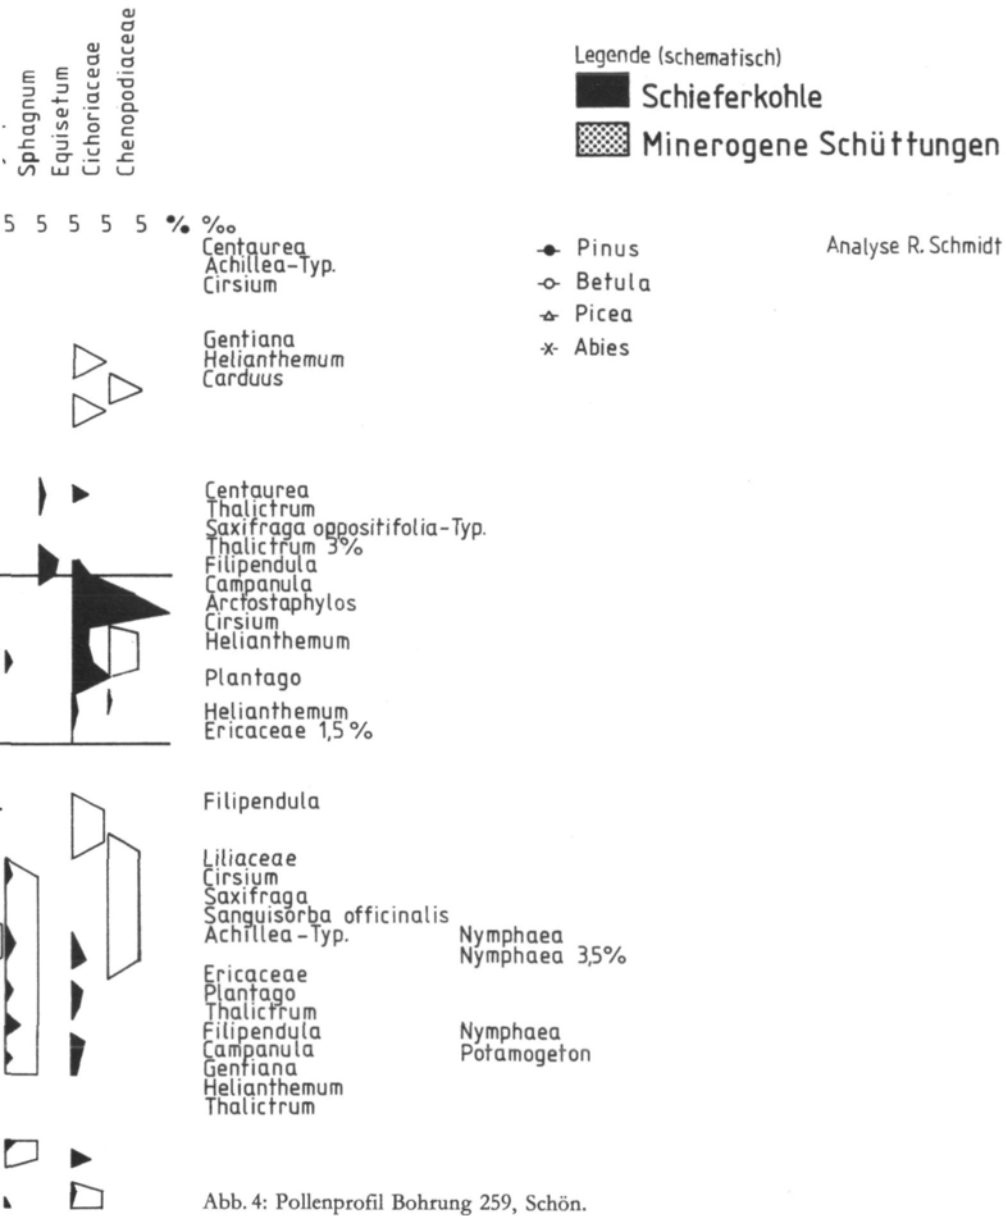 Sphagnum
Equisetum
Cichoriaceae
Chenopodiaceae
Legende (schematisch)
Schieferkohle
Minerogene Schüttungen
5 5 5 5 5 % ‰
Centaurea
Achillea-Typ.
Cirsium
Pinus
Betula
Picea
Abies
Analyse R. Schmidt
Gentiana
Helianthemum
Carduus
Centaurea
Thalictrum
Saxifraga oppositifolia-Typ.
Thalictrum 3%
Filipendula
Campanula
Arctostaphylos
Cirsium
Helianthemum
Plantago
Helianthemum
Ericaceae 1,5%
Filipendula
Liliaceae
Cirsium
Saxifraga
Sanguisorba officinalis
Achillea-Typ. Nymphaea
Nymphaea 3,5%
Ericaceae
Plantago
Thalictrum
Filipendula Nymphaea
Campanula Potamogeton
Gentiana
Helianthemum
Thalictrum
Abb. 4: Pollenprofil Bohrung 259, Schön.